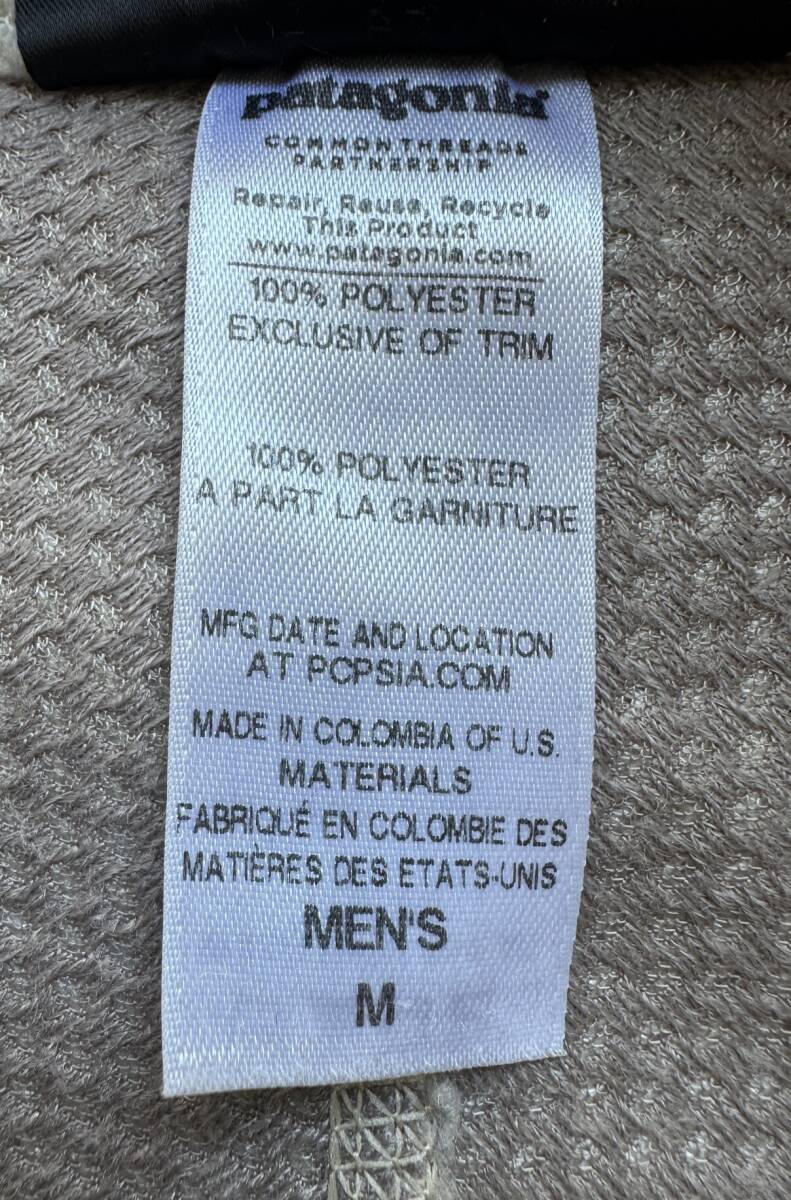 patagonia®
COMMON THREADS
PARTNERSHIP
Repair, Reuse, Recycle
This Product
www.patagonia.com
100% POLYESTER
EXCLUSIVE OF TRIM
100% POLYESTER
A PART LA GARNITURE
MFG DATE AND LOCATION
AT PCPSIA.COM
MADE IN COLOMBIA OF U.S.
MATERIALS
FABRIQUÉ EN COLOMBIE DES
MATIÈRES DES ETATS-UNIS
MEN'S
M